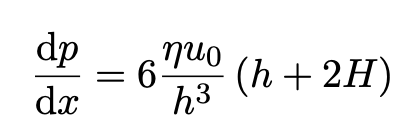 dp/dx = 6 ηu₀/h³ (h + 2H)